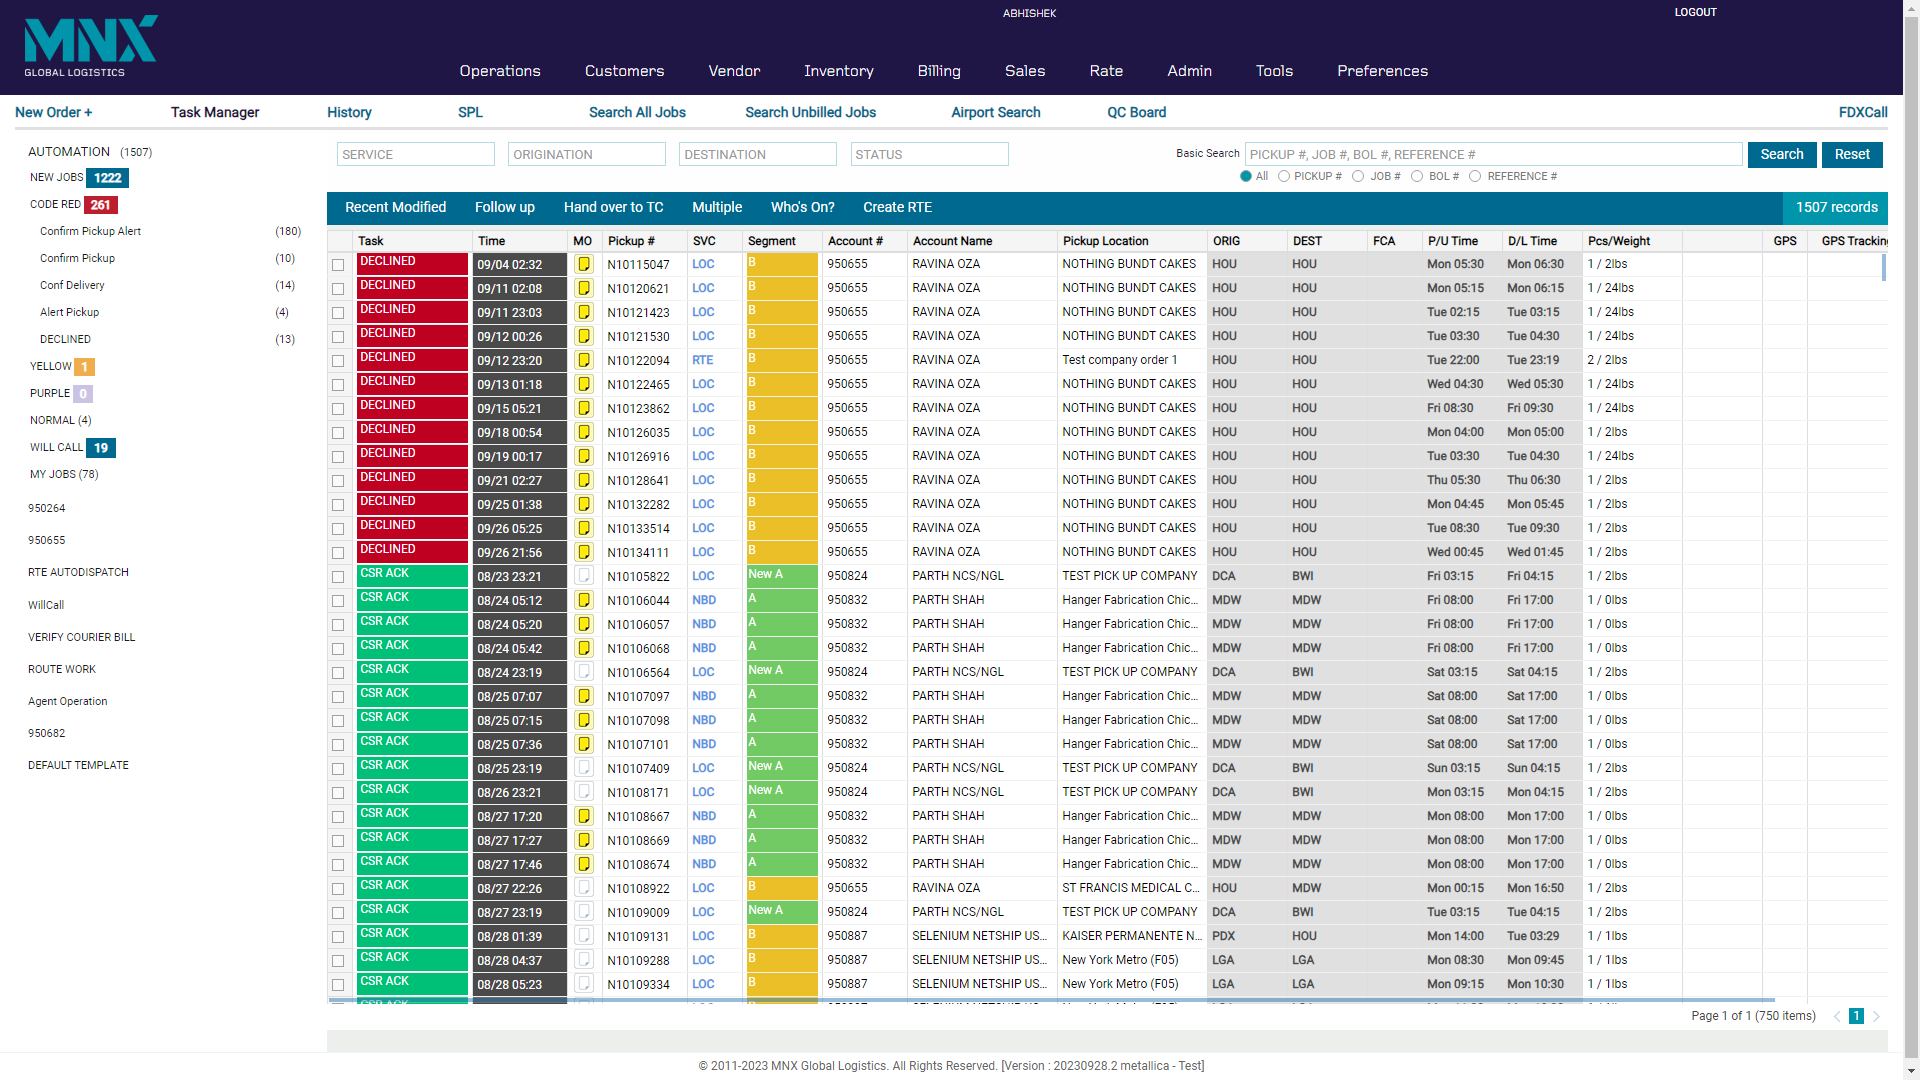 MNX
GLOBAL LOGISTICS
ABHISHEK
LOGOUT
Operations Customers Vendor Inventory Billing Sales Rate Admin Tools Preferences
New Order + Task Manager History SPL Search All Jobs Search Unbilled Jobs Airport Search QC Board FDXCall
AUTOMATION (1507)
NEW JOBS 1222
CODE RED 261
Confirm Pickup Alert (180)
Confirm Pickup (10)
Conf Delivery (14)
Alert Pickup (4)
DECLINED (13)
YELLOW 1
PURPLE 0
NORMAL (4)
WILL CALL 19
MY JOBS (78)
950264
950655
RTE AUTODISPATCH
WillCall
VERIFY COURIER BILL
ROUTE WORK
Agent Operation
950682
DEFAULT TEMPLATE
SERVICE ORIGINATION DESTINATION STATUS Basic Search PICKUP #, JOB #, BOL #, REFERENCE # Search Reset
All PICKUP # JOB # BOL # REFERENCE #
Recent Modified Follow up Hand over to TC Multiple Who's On? Create RTE 1507 records
Task Time MO Pickup # SVC Segment Account # Account Name Pickup Location ORIG DEST FCA P/U Time D/L Time Pcs/Weight GPS GPS Tracking
DECLINED 09/04 02:32 N10115047 LOC B 950655 RAVINA OZA NOTHING BUNDT CAKES HOU HOU Mon 05:30 Mon 06:30 1 / 2lbs
DECLINED 09/11 02:08 N10120621 LOC B 950655 RAVINA OZA NOTHING BUNDT CAKES HOU HOU Mon 05:15 Mon 06:15 1 / 24lbs
DECLINED 09/11 23:03 N10121423 LOC B 950655 RAVINA OZA NOTHING BUNDT CAKES HOU HOU Tue 02:15 Tue 03:15 1 / 24lbs
DECLINED 09/12 00:26 N10121530 LOC B 950655 RAVINA OZA NOTHING BUNDT CAKES HOU HOU Tue 03:30 Tue 04:30 1 / 24lbs
DECLINED 09/12 23:20 N10122094 RTE B 950655 RAVINA OZA Test company order 1 HOU HOU Tue 22:00 Tue 23:19 2 / 2lbs
DECLINED 09/13 01:18 N10122465 LOC B 950655 RAVINA OZA NOTHING BUNDT CAKES HOU HOU Wed 04:30 Wed 05:30 1 / 24lbs
DECLINED 09/15 05:21 N10123862 LOC B 950655 RAVINA OZA NOTHING BUNDT CAKES HOU HOU Fri 08:30 Fri 09:30 1 / 24lbs
DECLINED 09/18 00:54 N10126035 LOC B 950655 RAVINA OZA NOTHING BUNDT CAKES HOU HOU Mon 04:00 Mon 05:00 1 / 2lbs
DECLINED 09/19 00:17 N10126916 LOC B 950655 RAVINA OZA NOTHING BUNDT CAKES HOU HOU Tue 03:30 Tue 04:30 1 / 24lbs
DECLINED 09/21 02:27 N10128641 LOC B 950655 RAVINA OZA NOTHING BUNDT CAKES HOU HOU Thu 05:30 Thu 06:30 1 / 2lbs
DECLINED 09/25 01:38 N10132282 LOC B 950655 RAVINA OZA NOTHING BUNDT CAKES HOU HOU Mon 04:45 Mon 05:45 1 / 2lbs
DECLINED 09/26 05:25 N10133514 LOC B 950655 RAVINA OZA NOTHING BUNDT CAKES HOU HOU Tue 08:30 Tue 09:30 1 / 2lbs
DECLINED 09/26 21:56 N10134111 LOC B 950655 RAVINA OZA NOTHING BUNDT CAKES HOU HOU Wed 00:45 Wed 01:45 1 / 2lbs
CSR ACK 08/23 23:21 N10105822 LOC New A 950824 PARTH NCS/NGL TEST PICK UP COMPANY DCA BWI Fri 03:15 Fri 04:15 1 / 2lbs
CSR ACK 08/24 05:12 N10106044 NBD A 950832 PARTH SHAH Hanger Fabrication Chic... MDW MDW Fri 08:00 Fri 17:00 1 / 0lbs
CSR ACK 08/24 05:20 N10106057 NBD A 950832 PARTH SHAH Hanger Fabrication Chic... MDW MDW Fri 08:00 Fri 17:00 1 / 0lbs
CSR ACK 08/24 05:42 N10106068 NBD A 950832 PARTH SHAH Hanger Fabrication Chic... MDW MDW Fri 08:00 Fri 17:00 1 / 0lbs
CSR ACK 08/24 23:19 N10106564 LOC New A 950824 PARTH NCS/NGL TEST PICK UP COMPANY DCA BWI Sat 03:15 Sat 04:15 1 / 2lbs
CSR ACK 08/25 07:07 N10107097 NBD A 950832 PARTH SHAH Hanger Fabrication Chic... MDW MDW Sat 08:00 Sat 17:00 1 / 0lbs
CSR ACK 08/25 07:15 N10107098 NBD A 950832 PARTH SHAH Hanger Fabrication Chic... MDW MDW Sat 08:00 Sat 17:00 1 / 0lbs
CSR ACK 08/25 07:36 N10107101 NBD A 950832 PARTH SHAH Hanger Fabrication Chic... MDW MDW Sat 08:00 Sat 17:00 1 / 0lbs
CSR ACK 08/25 23:19 N10107409 LOC New A 950824 PARTH NCS/NGL TEST PICK UP COMPANY DCA BWI Sun 03:15 Sun 04:15 1 / 2lbs
CSR ACK 08/26 23:21 N10108171 LOC New A 950824 PARTH NCS/NGL TEST PICK UP COMPANY DCA BWI Mon 03:15 Mon 04:15 1 / 2lbs
CSR ACK 08/27 17:20 N10108667 NBD A 950832 PARTH SHAH Hanger Fabrication Chic... MDW MDW Mon 08:00 Mon 17:00 1 / 0lbs
CSR ACK 08/27 17:27 N10108669 NBD A 950832 PARTH SHAH Hanger Fabrication Chic... MDW MDW Mon 08:00 Mon 17:00 1 / 0lbs
CSR ACK 08/27 17:46 N10108674 NBD A 950832 PARTH SHAH Hanger Fabrication Chic... MDW MDW Mon 08:00 Mon 17:00 1 / 0lbs
CSR ACK 08/27 22:26 N10108922 LOC B 950655 RAVINA OZA ST FRANCIS MEDICAL C... HOU MDW Mon 00:15 Mon 16:50 1 / 2lbs
CSR ACK 08/27 23:19 N10109009 LOC New A 950824 PARTH NCS/NGL TEST PICK UP COMPANY DCA BWI Tue 03:15 Tue 04:15 1 / 2lbs
CSR ACK 08/28 01:39 N10109131 LOC B 950887 SELENIUM NETSHIP US... KAISER PERMANENTE N... PDX HOU Mon 14:00 Tue 03:29 1 / 1lbs
CSR ACK 08/28 04:37 N10109288 LOC B 950887 SELENIUM NETSHIP US... New York Metro (F05) LGA LGA Mon 08:30 Mon 09:45 1 / 1lbs
CSR ACK 08/28 05:23 N10109334 LOC B 950887 SELENIUM NETSHIP US... New York Metro (F05) LGA LGA Mon 09:15 Mon 10:30 1 / 1lbs
Page 1 of 1 (750 items) 1
© 2011-2023 MNX Global Logistics. All Rights Reserved. [Version : 20230928.2 metallica - Test]